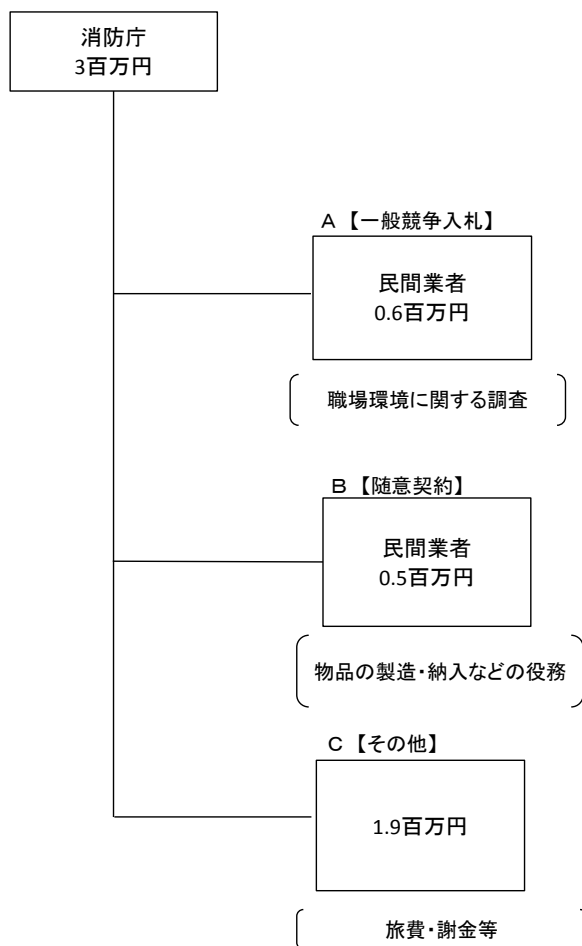 消防庁
3百万円
A 【一般競争入札】
民間業者
0.6百万円
職場環境に関する調査
B 【随意契約】
民間業者
0.5百万円
物品の製造・納入などの役務
C 【その他】
1.9百万円
旅費・謝金等